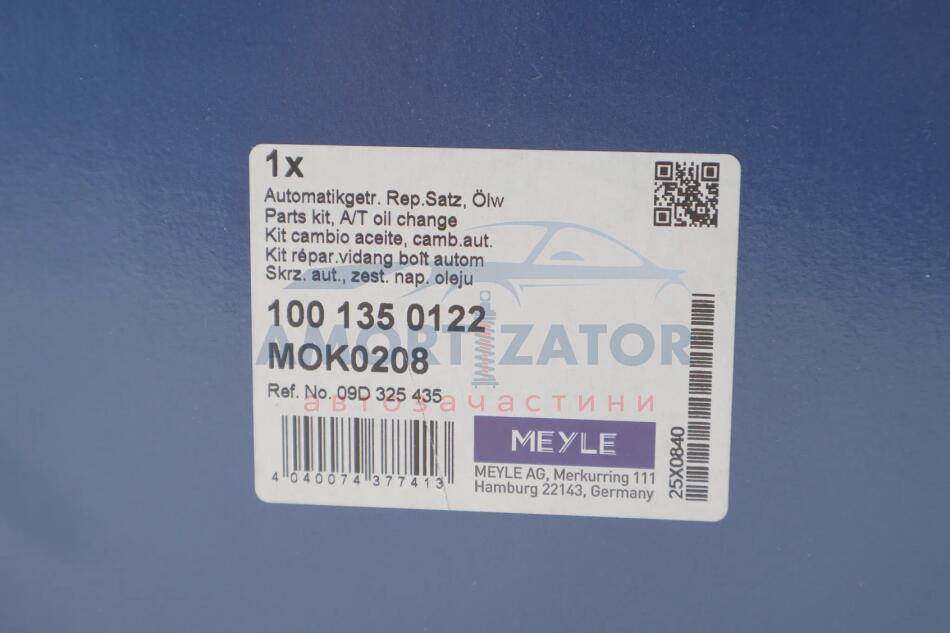 1x
Automatikgetr. Rep.Satz, Ölw
Parts kit, A/T oil change
Kit cambio aceite, camb.aut.
Kit répar.vidang boît autom
Skrz. aut., zest. nap. oleju
100 135 0122
MOK0208
AMORTIZATOR
Ref. No. 09D 325 435
автозачастини
4 040074 377413
MEYLE
MEYLE AG, Merkurring 111
Hamburg 22143, Germany
25X0840